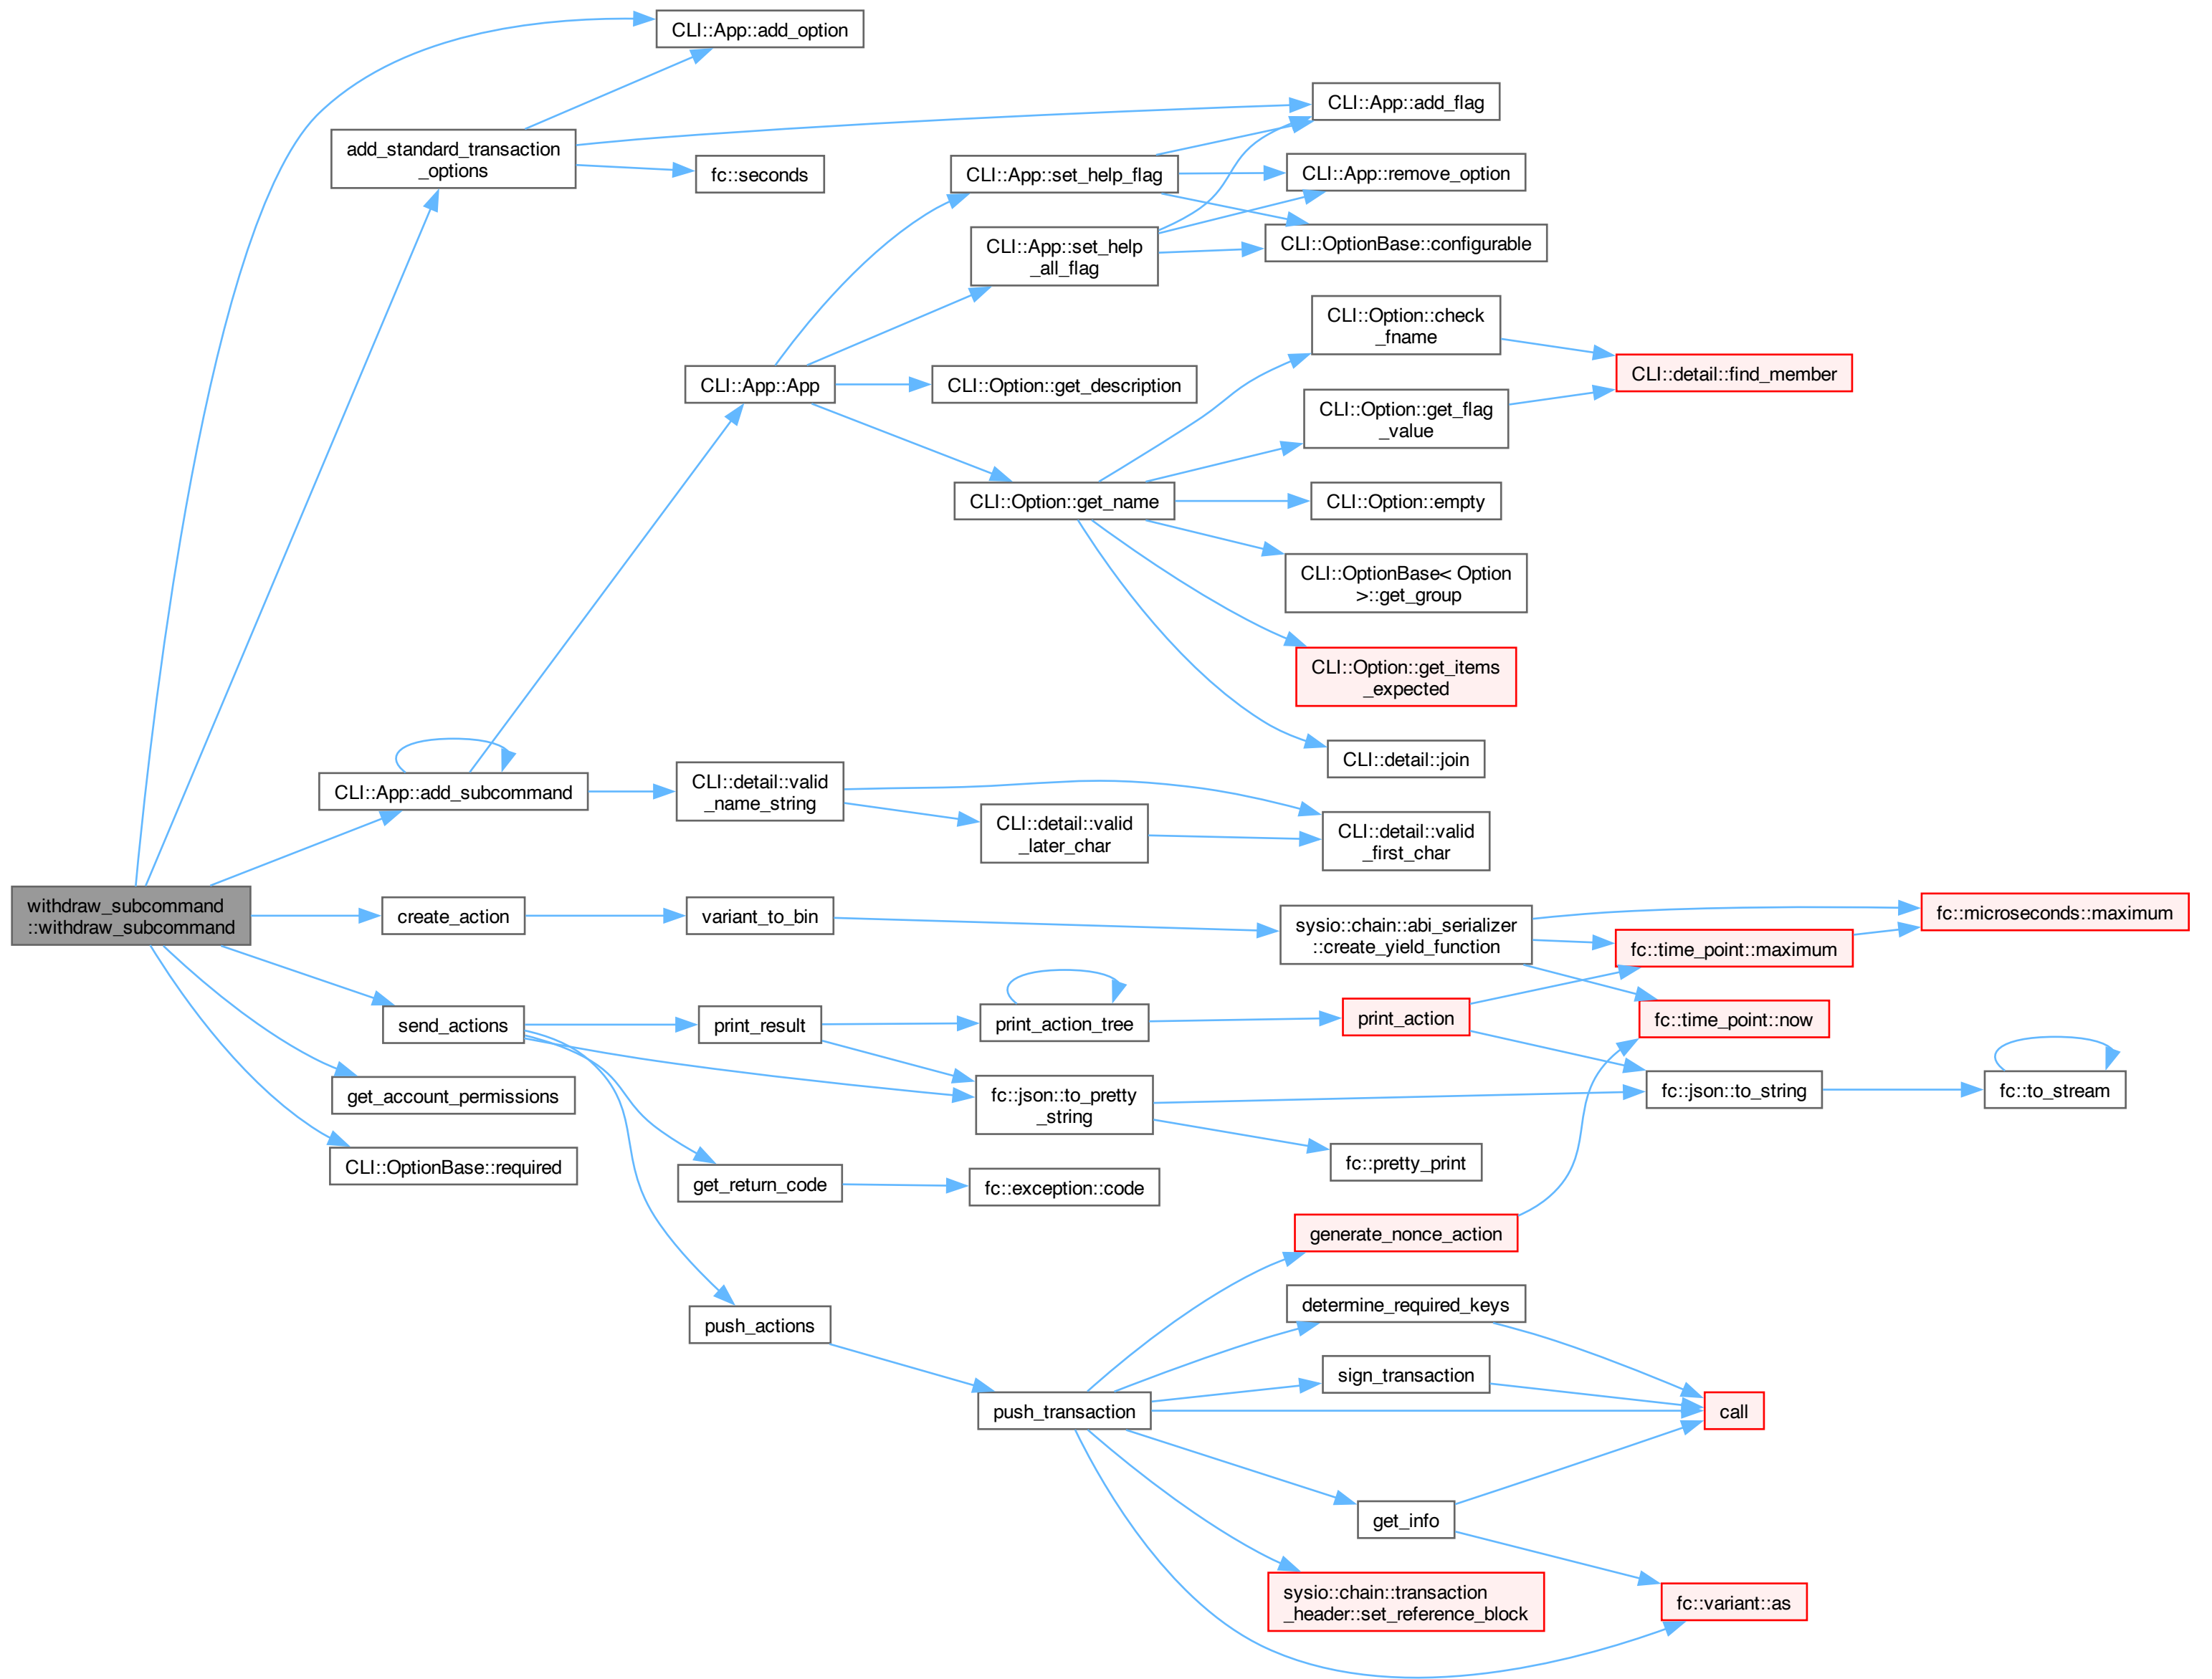 withdraw_subcommand
::withdraw_subcommand
CLI::App::add_option
add_standard_transaction
_options
CLI::App::add_flag
fc::seconds
CLI::App::add_subcommand
CLI::App::App
CLI::App::set_help_flag
CLI::App::remove_option
CLI::OptionBase::configurable
CLI::App::set_help
_all_flag
CLI::Option::get_description
CLI::Option::get_name
CLI::Option::check
_fname
CLI::detail::find_member
CLI::Option::get_flag
_value
CLI::Option::empty
CLI::OptionBase< Option
>::get_group
CLI::Option::get_items
_expected
CLI::detail::join
CLI::detail::valid
_name_string
CLI::detail::valid
_later_char
CLI::detail::valid
_first_char
create_action
variant_to_bin
sysio::chain::abi_serializer
::create_yield_function
fc::microseconds::maximum
fc::time_point::maximum
fc::time_point::now
send_actions
print_result
print_action_tree
print_action
fc::json::to_string
fc::to_stream
fc::json::to_pretty
_string
fc::pretty_print
get_account_permissions
CLI::OptionBase::required
get_return_code
fc::exception::code
push_actions
push_transaction
generate_nonce_action
determine_required_keys
sign_transaction
call
get_info
sysio::chain::transaction
_header::set_reference_block
fc::variant::as